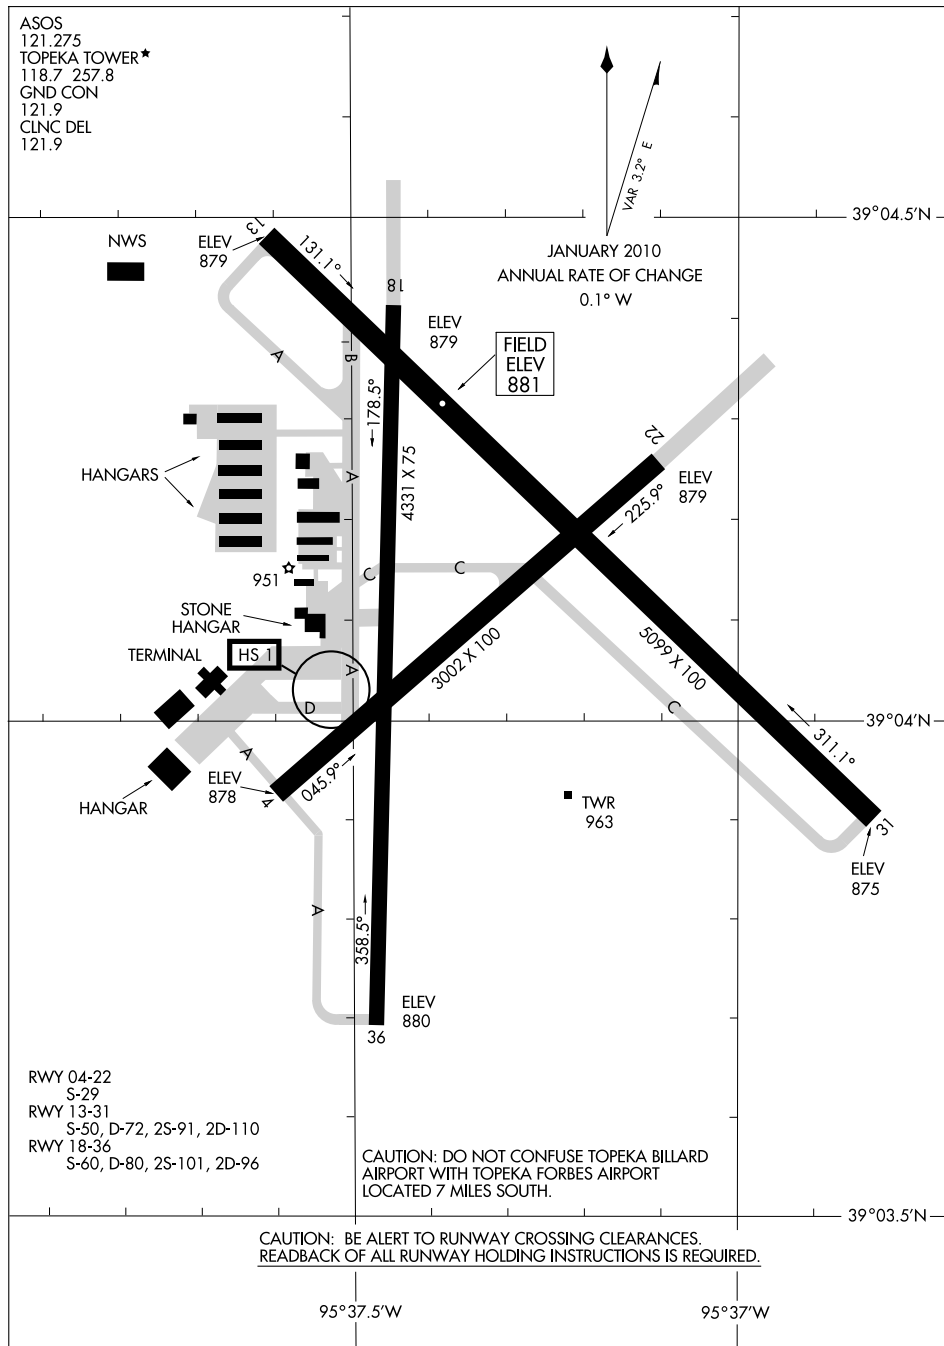 ASOS
121.275
TOPEKA TOWER★
118.7 257.8
GND CON
121.9
CLNC DEL
121.9
VAR 3.2° E
JANUARY 2010
ANNUAL RATE OF CHANGE
0.1° W
39°04.5'N
NWS
ELEV
879
13
131.1°
18
ELEV
879
FIELD
ELEV
881
A
B
178.5°
4331 X 75
22
ELEV
879
225.9°
HANGARS
A
951
C
C
STONE
HANGAR
TERMINAL
HS 1
A
D
3002 X 100
5099 X 100
C
39°04'N
A
HANGAR
ELEV
878
4
045.9°
TWR
963
311.1°
31
ELEV
875
A
358.5°
ELEV
880
36
RWY 04-22
S-29
RWY 13-31
S-50, D-72, 2S-91, 2D-110
RWY 18-36
S-60, D-80, 2S-101, 2D-96
CAUTION: DO NOT CONFUSE TOPEKA BILLARD
AIRPORT WITH TOPEKA FORBES AIRPORT
LOCATED 7 MILES SOUTH.
39°03.5'N
CAUTION: BE ALERT TO RUNWAY CROSSING CLEARANCES.
READBACK OF ALL RUNWAY HOLDING INSTRUCTIONS IS REQUIRED.
95°37.5'W
95°37'W